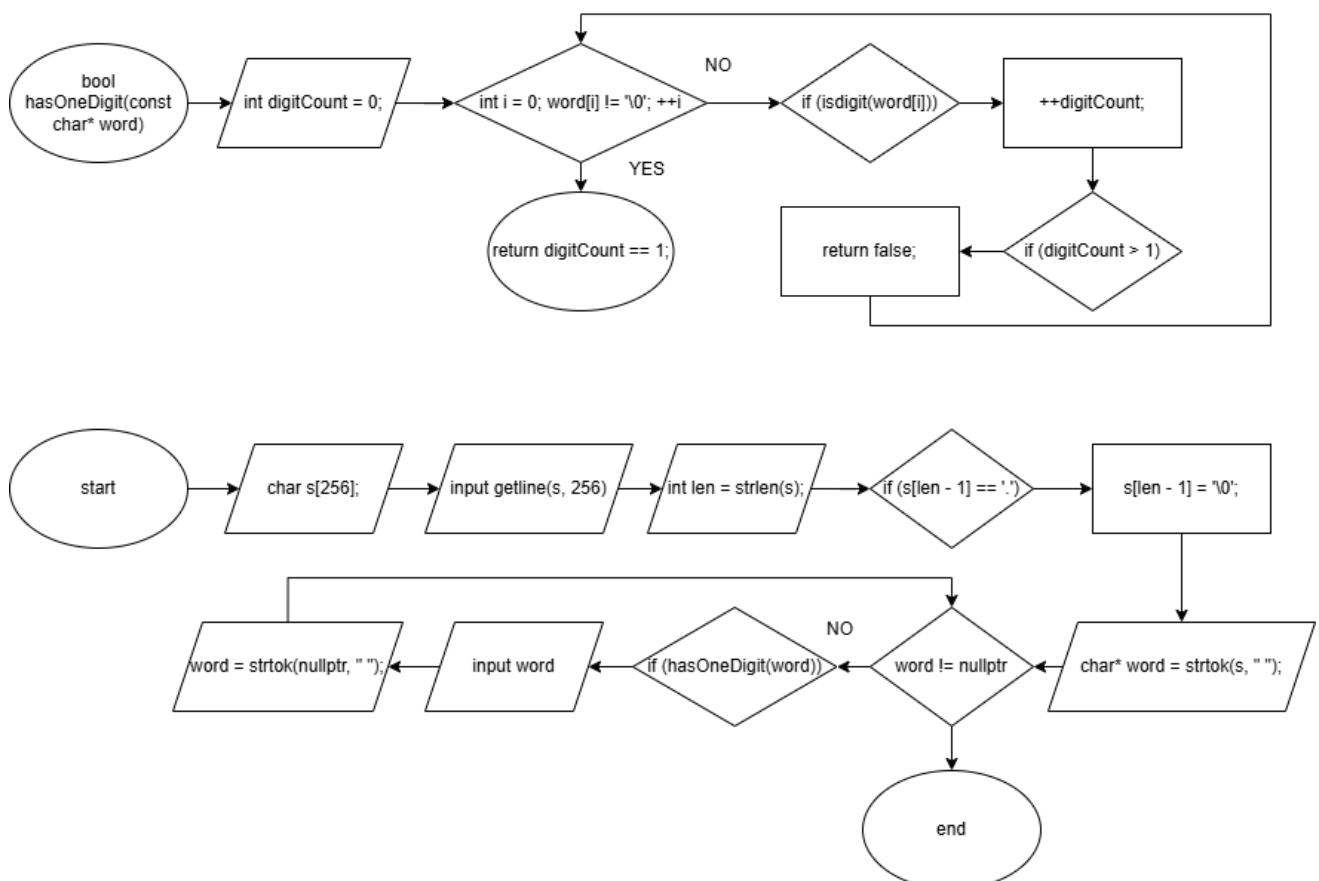 bool
hasOneDigit(const
char* word)
int digitCount = 0;
int i = 0; word[i] != '\0'; ++i
NO
if (isdigit(word[i]))
++digitCount;
YES
return digitCount == 1;
return false;
if (digitCount > 1)
start
char s[256];
input getline(s, 256)
int len = strlen(s);
if (s[len - 1] == '.')
s[len - 1] = '\0';
word = strtok(nullptr, " ");
input word
if (hasOneDigit(word))
NO
word != nullptr
char* word = strtok(s, " ");
end